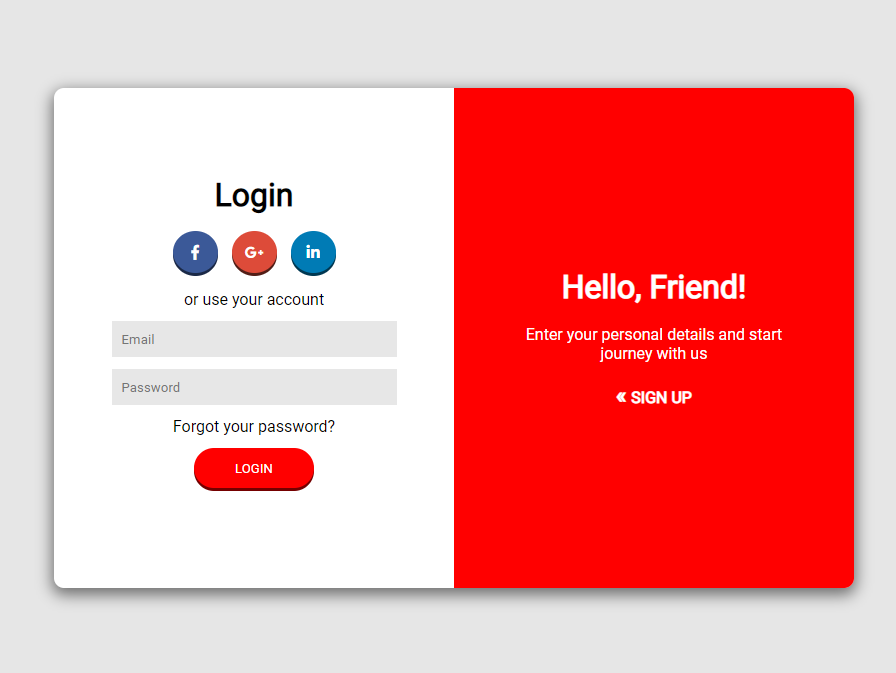 Login
f G+ in
or use your account
Email
Password
Forgot your password?
LOGIN
Hello, Friend!
Enter your personal details and start
journey with us
« SIGN UP